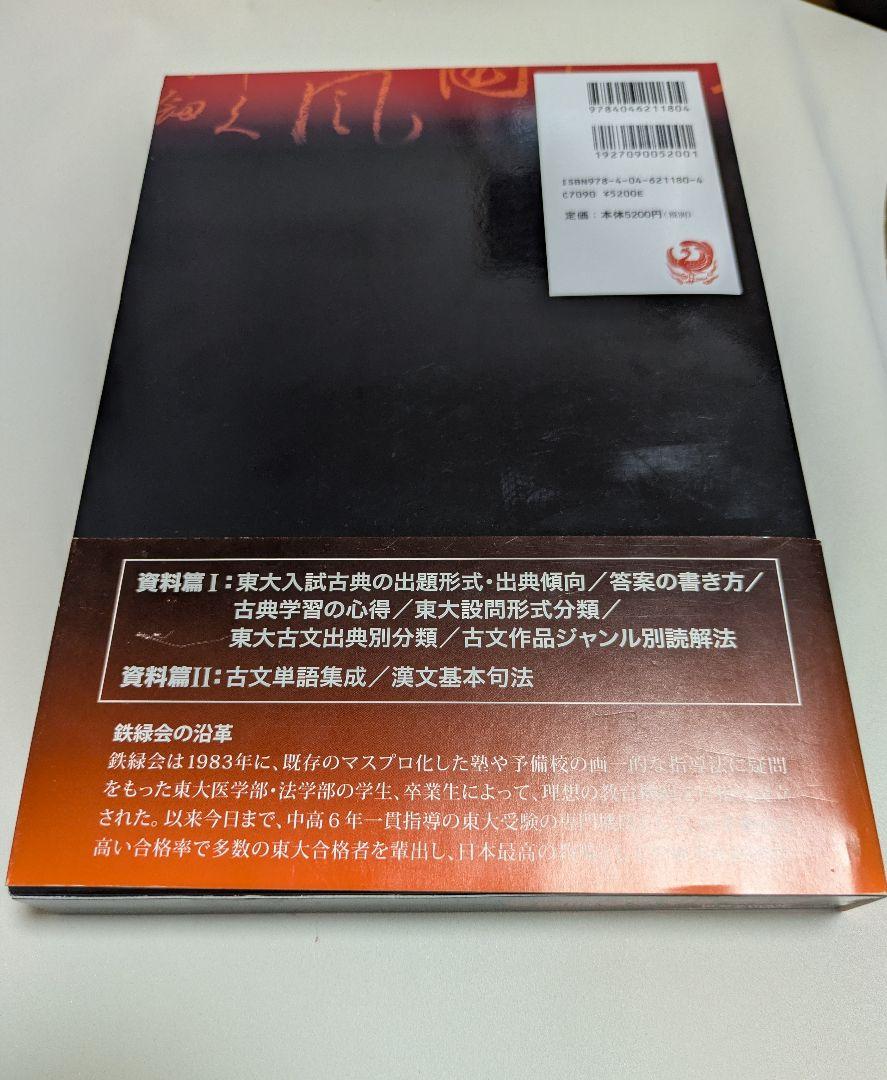 9784046211804
1927090052001
ISBN978-4-04-621180-4
C7090 ¥5200E
定価：本体5200円（税別）
資料篇Ⅰ：東大入試古典の出題形式・出典傾向／答案の書き方／
古典学習の心得／東大設問形式分類／
東大古文出典別分類／古文作品ジャンル別読解法
資料篇II：古文単語集成／漢文基本句法
鉄緑会の沿革
鉄緑会は1983年に、既存のマスプロ化した塾や予備校の画一的な指導法に疑問
をもった東大医学部・法学部の学生、卒業生によって、理想の教育
された。以来今日まで、中高６年一貫指導の東大受験の専門
高い合格率で多数の東大合格者を輩出し、日本最高の